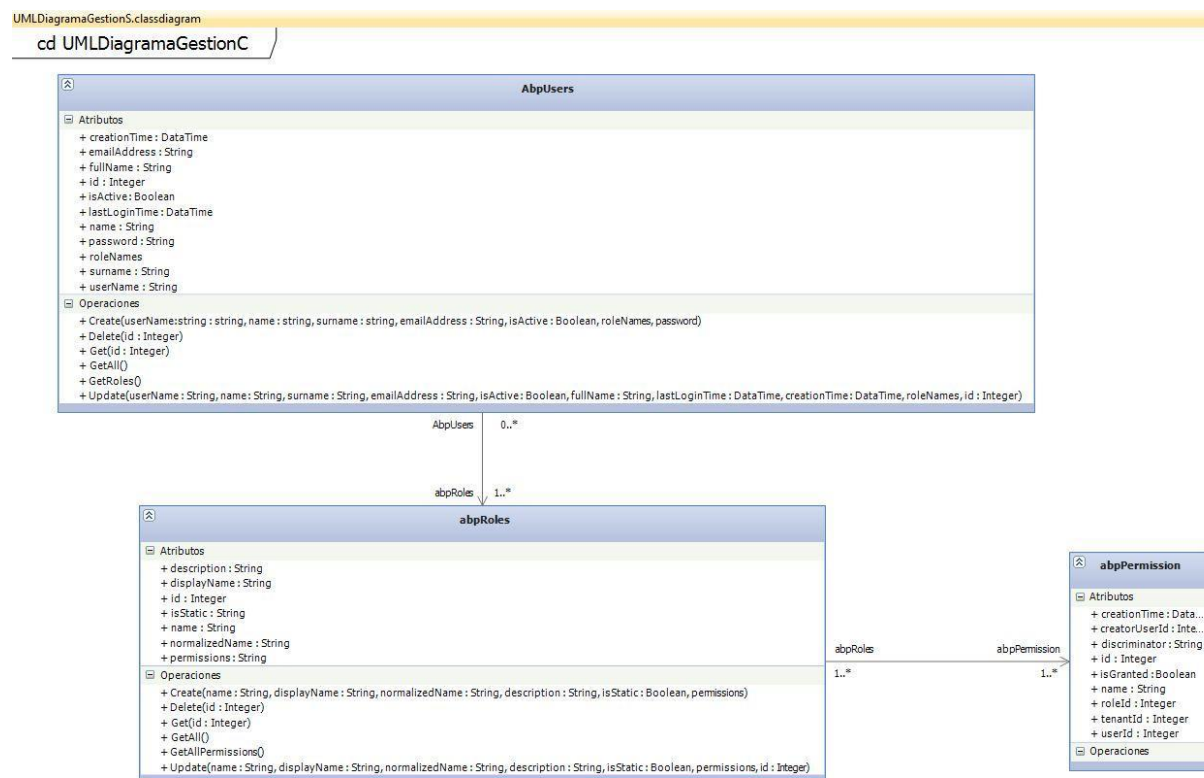 UMLDiagramaGestionS.classdiagram
cd UMLDiagramaGestionC
AbpUsers
Atributos
+ creationTime : DataTime
+ emailAddress : String
+ fullName : String
+ id : Integer
+ isActive : Boolean
+ lastLoginTime : DataTime
+ name : String
+ password : String
+ roleNames
+ surname : String
+ userName : String
Operaciones
+ Create(userName:string : string, name : string, surname : string, emailAddress : String, isActive : Boolean, roleNames, password)
+ Delete(id : Integer)
+ Get(id : Integer)
+ GetAll()
+ GetRoles()
+ Update(userName : String, name : String, surname : String, emailAddress : String, isActive : Boolean, fullName : String, lastLoginTime : DataTime, creationTime : DataTime, roleNames, id : Integer)
AbpUsers 0..*
abpRoles 1..*
abpRoles
Atributos
+ description : String
+ displayName : String
+ id : Integer
+ isStatic : String
+ name : String
+ normalizedName : String
+ permissions : String
Operaciones
+ Create(name : String, displayName : String, normalizedName : String, description : String, isStatic : Boolean, permissions)
+ Delete(id : Integer)
+ Get(id : Integer)
+ GetAll()
+ GetAllPermissions()
+ Update(name : String, displayName : String, normalizedName : String, description : String, isStatic : Boolean, permissions, id : Integer)
abpRoles abpPermission
1..* 1..*
abpPermission
Atributos
+ creationTime : Data...
+ creatorUserId : Inte...
+ discriminator : String
+ id : Integer
+ isGranted : Boolean
+ name : String
+ roleId : Integer
+ tenantId : Integer
+ userId : Integer
Operaciones